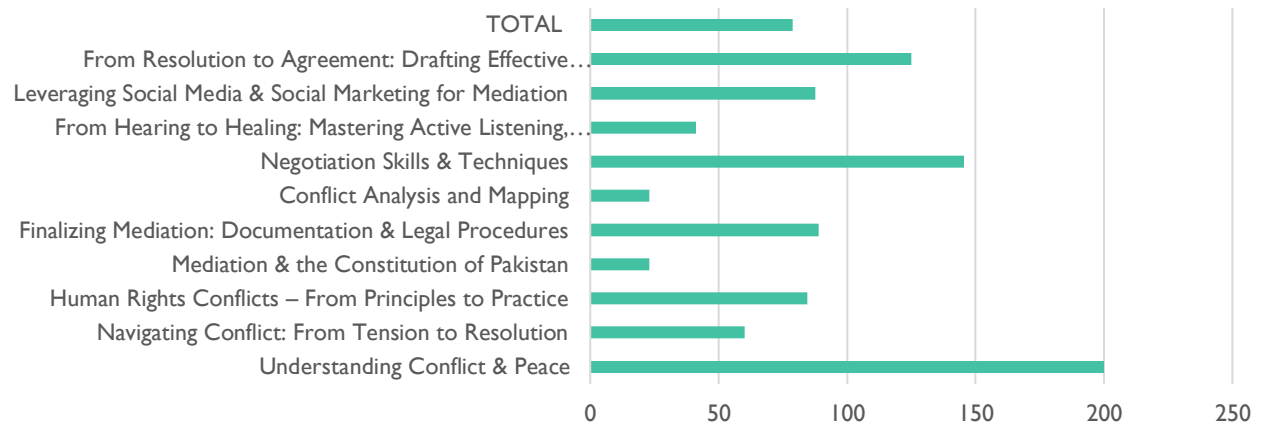 TOTAL
From Resolution to Agreement: Drafting Effective…
Leveraging Social Media & Social Marketing for Mediation
From Hearing to Healing: Mastering Active Listening,…
Negotiation Skills & Techniques
Conflict Analysis and Mapping
Finalizing Mediation: Documentation & Legal Procedures
Mediation & the Constitution of Pakistan
Human Rights Conflicts – From Principles to Practice
Navigating Conflict: From Tension to Resolution
Understanding Conflict & Peace
0 50 100 150 200 250